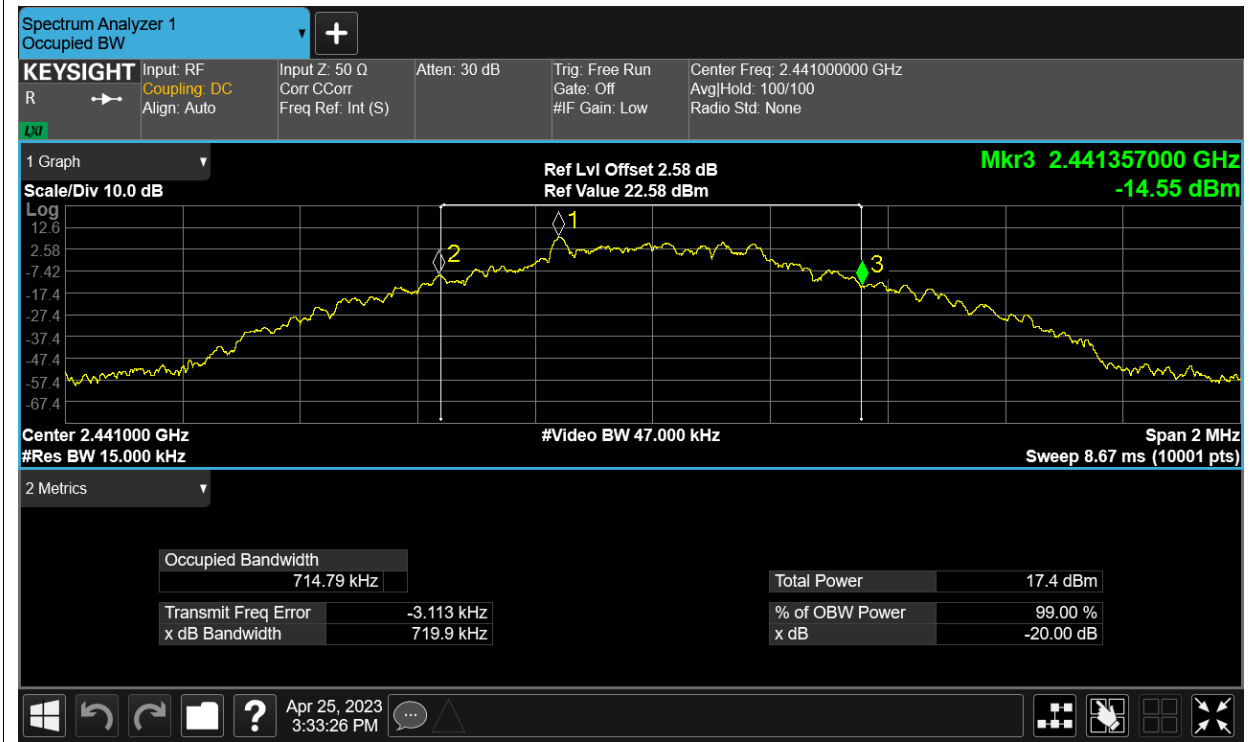 Spectrum Analyzer 1
Occupied BW
KEYSIGHT
R
LXI
Input: RF
Coupling: DC
Align: Auto
Input Z: 50 Ω
Corr CCorr
Freq Ref: Int (S)
Atten: 30 dB
Trig: Free Run
Gate: Off
#IF Gain: Low
Center Freq: 2.441000000 GHz
Avg|Hold: 100/100
Radio Std: None
1 Graph
Scale/Div 10.0 dB
Ref Lvl Offset 2.58 dB
Ref Value 22.58 dBm
Mkr3 2.441357000 GHz
-14.55 dBm
Log
12.6
2.58
-7.42
-17.4
-27.4
-37.4
-47.4
-57.4
-67.4
1
2
3
Center 2.441000 GHz
#Video BW 47.000 kHz
Span 2 MHz
#Res BW 15.000 kHz
Sweep 8.67 ms (10001 pts)
2 Metrics
Occupied Bandwidth
714.79 kHz
Total Power 17.4 dBm
Transmit Freq Error -3.113 kHz
% of OBW Power 99.00 %
x dB Bandwidth 719.9 kHz
x dB -20.00 dB
?
Apr 25, 2023
3:33:26 PM